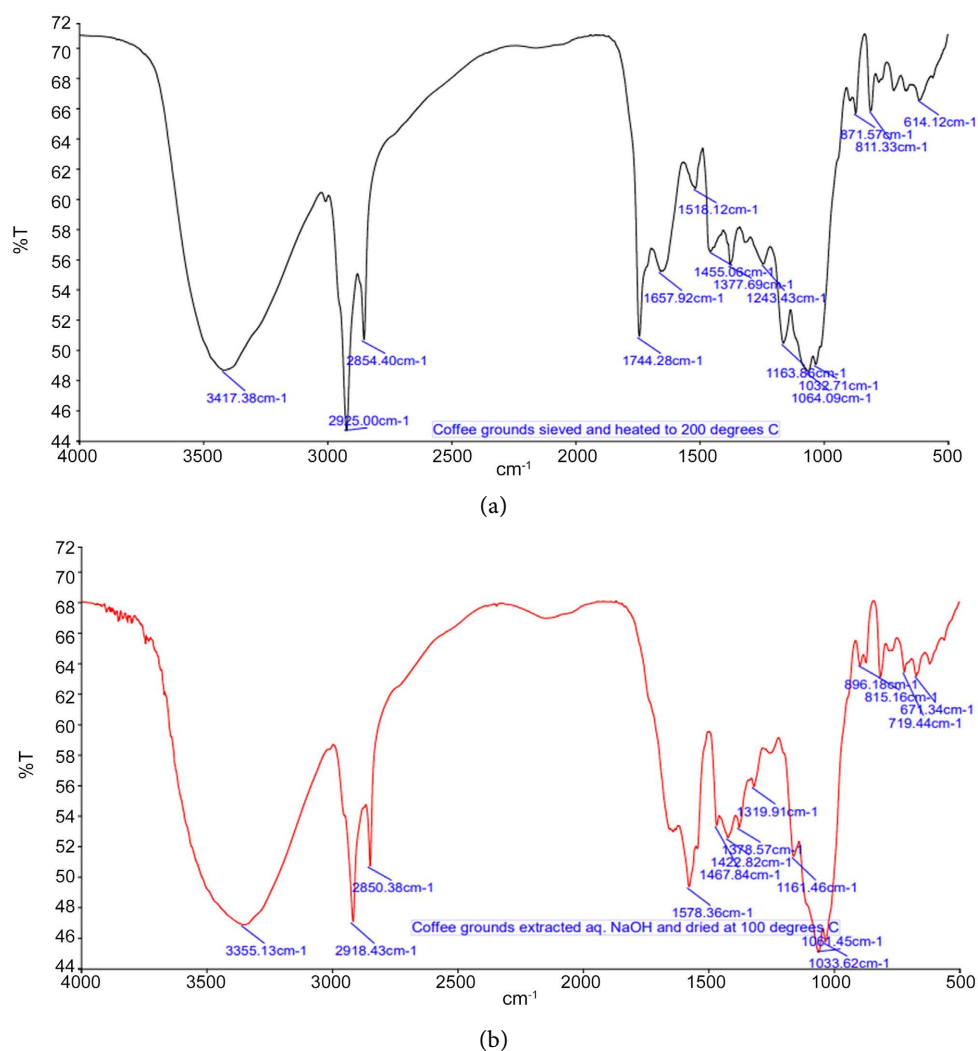 72
70
68
66
64
62
60
58
56
54
52
50
48
46
44
%T
4000 3500 3000 2500 2000 1500 1000 500
cm-1
3417.38cm-1
2925.00cm-1
2854.40cm-1
1744.28cm-1
1657.92cm-1
1518.12cm-1
1455.06cm-1
1377.69cm-1
1243.43cm-1
1163.85cm-1
1032.71cm-1
1064.09cm-1
871.57cm-1
811.33cm-1
614.12cm-1
Coffee grounds sieved and heated to 200 degrees C
(a)
72
70
68
66
64
62
60
58
56
54
52
50
48
46
44
%T
4000 3500 3000 2500 2000 1500 1000 500
cm-1
3355.13cm-1
2918.43cm-1
2850.38cm-1
1578.36cm-1
1319.91cm-1
1378.57cm-1
1422.82cm-1
1467.84cm-1
1161.46cm-1
1061.45cm-1
1033.62cm-1
896.18cm-1
815.16cm-1
671.34cm-1
719.44cm-1
Coffee grounds extracted aq. NaOH and dried at 100 degrees C
(b)